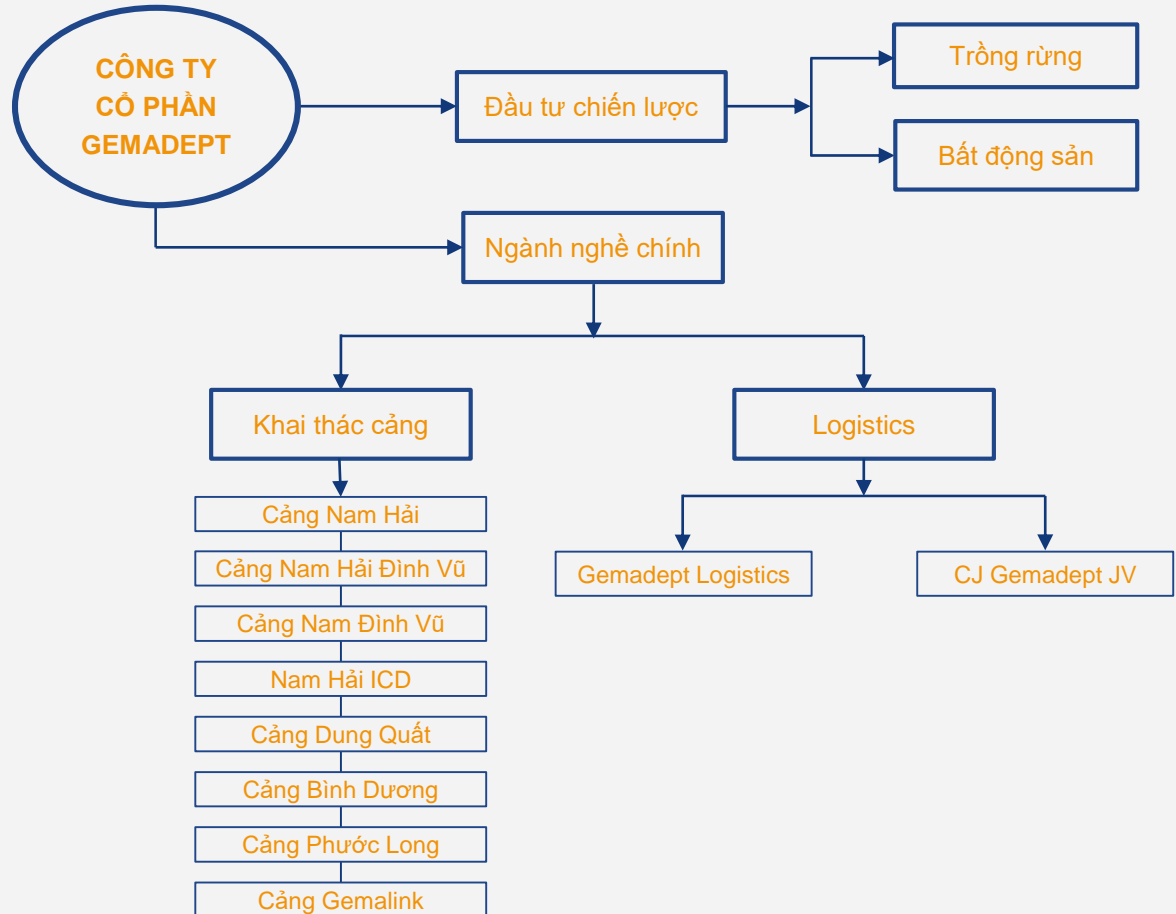 CÔNG TY
CỔ PHẦN
GEMADEPT
Đầu tư chiến lược
Trồng rừng
Bất động sản
Ngành nghề chính
Khai thác cảng
Logistics
Cảng Nam Hải
Cảng Nam Hải Đình Vũ
Cảng Nam Đình Vũ
Nam Hải ICD
Cảng Dung Quất
Cảng Bình Dương
Cảng Phước Long
Cảng Gemalink
Gemadept Logistics
CJ Gemadept JV